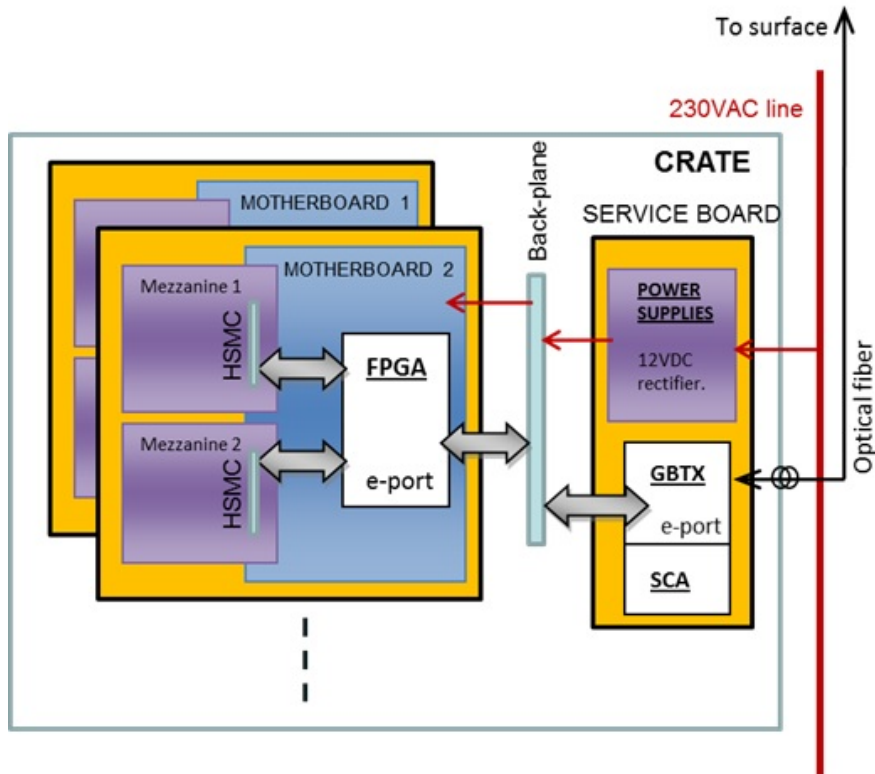 To surface
230VAC line
CRATE
Back-plane
SERVICE BOARD
MOTHERBOARD 1
MOTHERBOARD 2
Mezzanine 1
HSMC
FPGA
e-port
Mezzanine 2
HSMC
POWER
SUPPLIES
12VDC
rectifier.
GBTX
e-port
SCA
Optical fiber